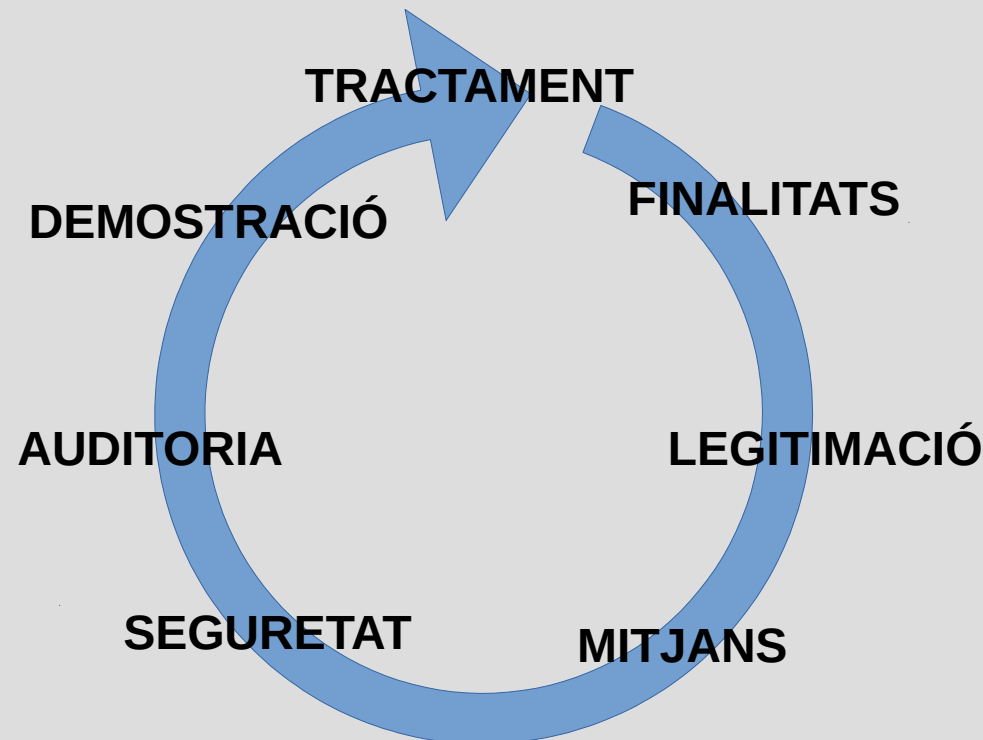 TRACTAMENT
FINALITATS
LEGITIMACIÓ
MITJANS
SEGURETAT
AUDITORIA
DEMOSTRACIÓ